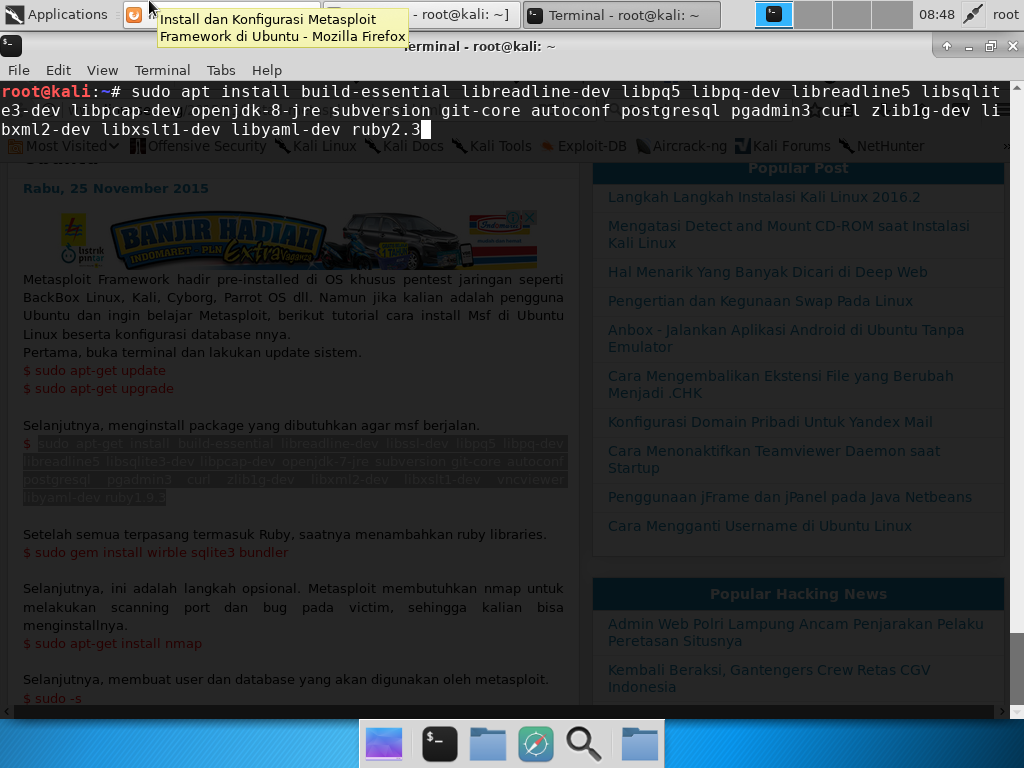 Applications
Install dan Konfigurasi Metasploit
Framework di Ubuntu - Mozilla Firefox
- root@kali: ~]
Terminal - root@kali: ~
08:48
root
Terminal - root@kali: ~
File Edit View Terminal Tabs Help
root@kali:~# sudo apt install build-essential libreadline-dev libpq5 libpq-dev libreadline5 libsqlit
e3-dev libpcap-dev openjdk-8-jre subversion git-core autoconf postgresql pgadmin3 curl zlib1g-dev li
bxml2-dev libxslt1-dev libyaml-dev ruby2.3
Most Visited Offensive Security Kali Linux Kali Docs Kali Tools Exploit-DB Aircrack-ng Kali Forums NetHunter »
Rabu, 25 November 2015
listrik
pintar
BANJIR HADIAH
INDOMARET PLN Extravaganza
Indomaret
Metasploit Framework hadir pre-installed di OS khusus pentest jaringan seperti
BackBox Linux, Kali, Cyborg, Parrot OS dll. Namun jika kalian adalah pengguna
Ubuntu dan ingin belajar Metasploit, berikut tutorial cara install Msf di Ubuntu
Linux beserta konfigurasi database nnya.
Pertama, buka terminal dan lakukan update sistem.
$ sudo apt-get update
$ sudo apt-get upgrade
Selanjutnya, menginstall package yang dibutuhkan agar msf berjalan.
$ sudo apt-get install build-essential libreadline-dev libssl-dev libpq5 libpq-dev
libreadline5 libsqlite3-dev libpcap-dev openjdk-7-jre subversion git-core autoconf
postgresql pgadmin3 curl zlib1g-dev libxml2-dev libxslt1-dev vncviewer
libyaml-dev ruby1.9.3
Setelah semua terpasang termasuk Ruby, saatnya menambahkan ruby libraries.
$ sudo gem install wirble sqlite3 bundler
Selanjutnya, ini adalah langkah opsional. Metasploit membutuhkan nmap untuk
melakukan scanning port dan bug pada victim, sehingga kalian bisa
menginstallnya.
$ sudo apt-get install nmap
Selanjutnya, membuat user dan database yang akan digunakan oleh metasploit.
$ sudo -s
Popular Post
Langkah Langkah Instalasi Kali Linux 2016.2
Mengatasi Detect and Mount CD-ROM saat Instalasi
Kali Linux
Hal Menarik Yang Banyak Dicari di Deep Web
Pengertian dan Kegunaan Swap Pada Linux
Anbox - Jalankan Aplikasi Android di Ubuntu Tanpa
Emulator
Cara Mengembalikan Ekstensi File yang Berubah
Menjadi .CHK
Konfigurasi Domain Pribadi Untuk Yandex Mail
Cara Menonaktifkan Teamviewer Daemon saat
Startup
Penggunaan jFrame dan jPanel pada Java Netbeans
Cara Mengganti Username di Ubuntu Linux
Popular Hacking News
Admin Web Polri Lampung Ancam Penjarakan Pelaku
Peretasan Situsnya
Kembali Beraksi, Gantengers Crew Retas CGV
Indonesia